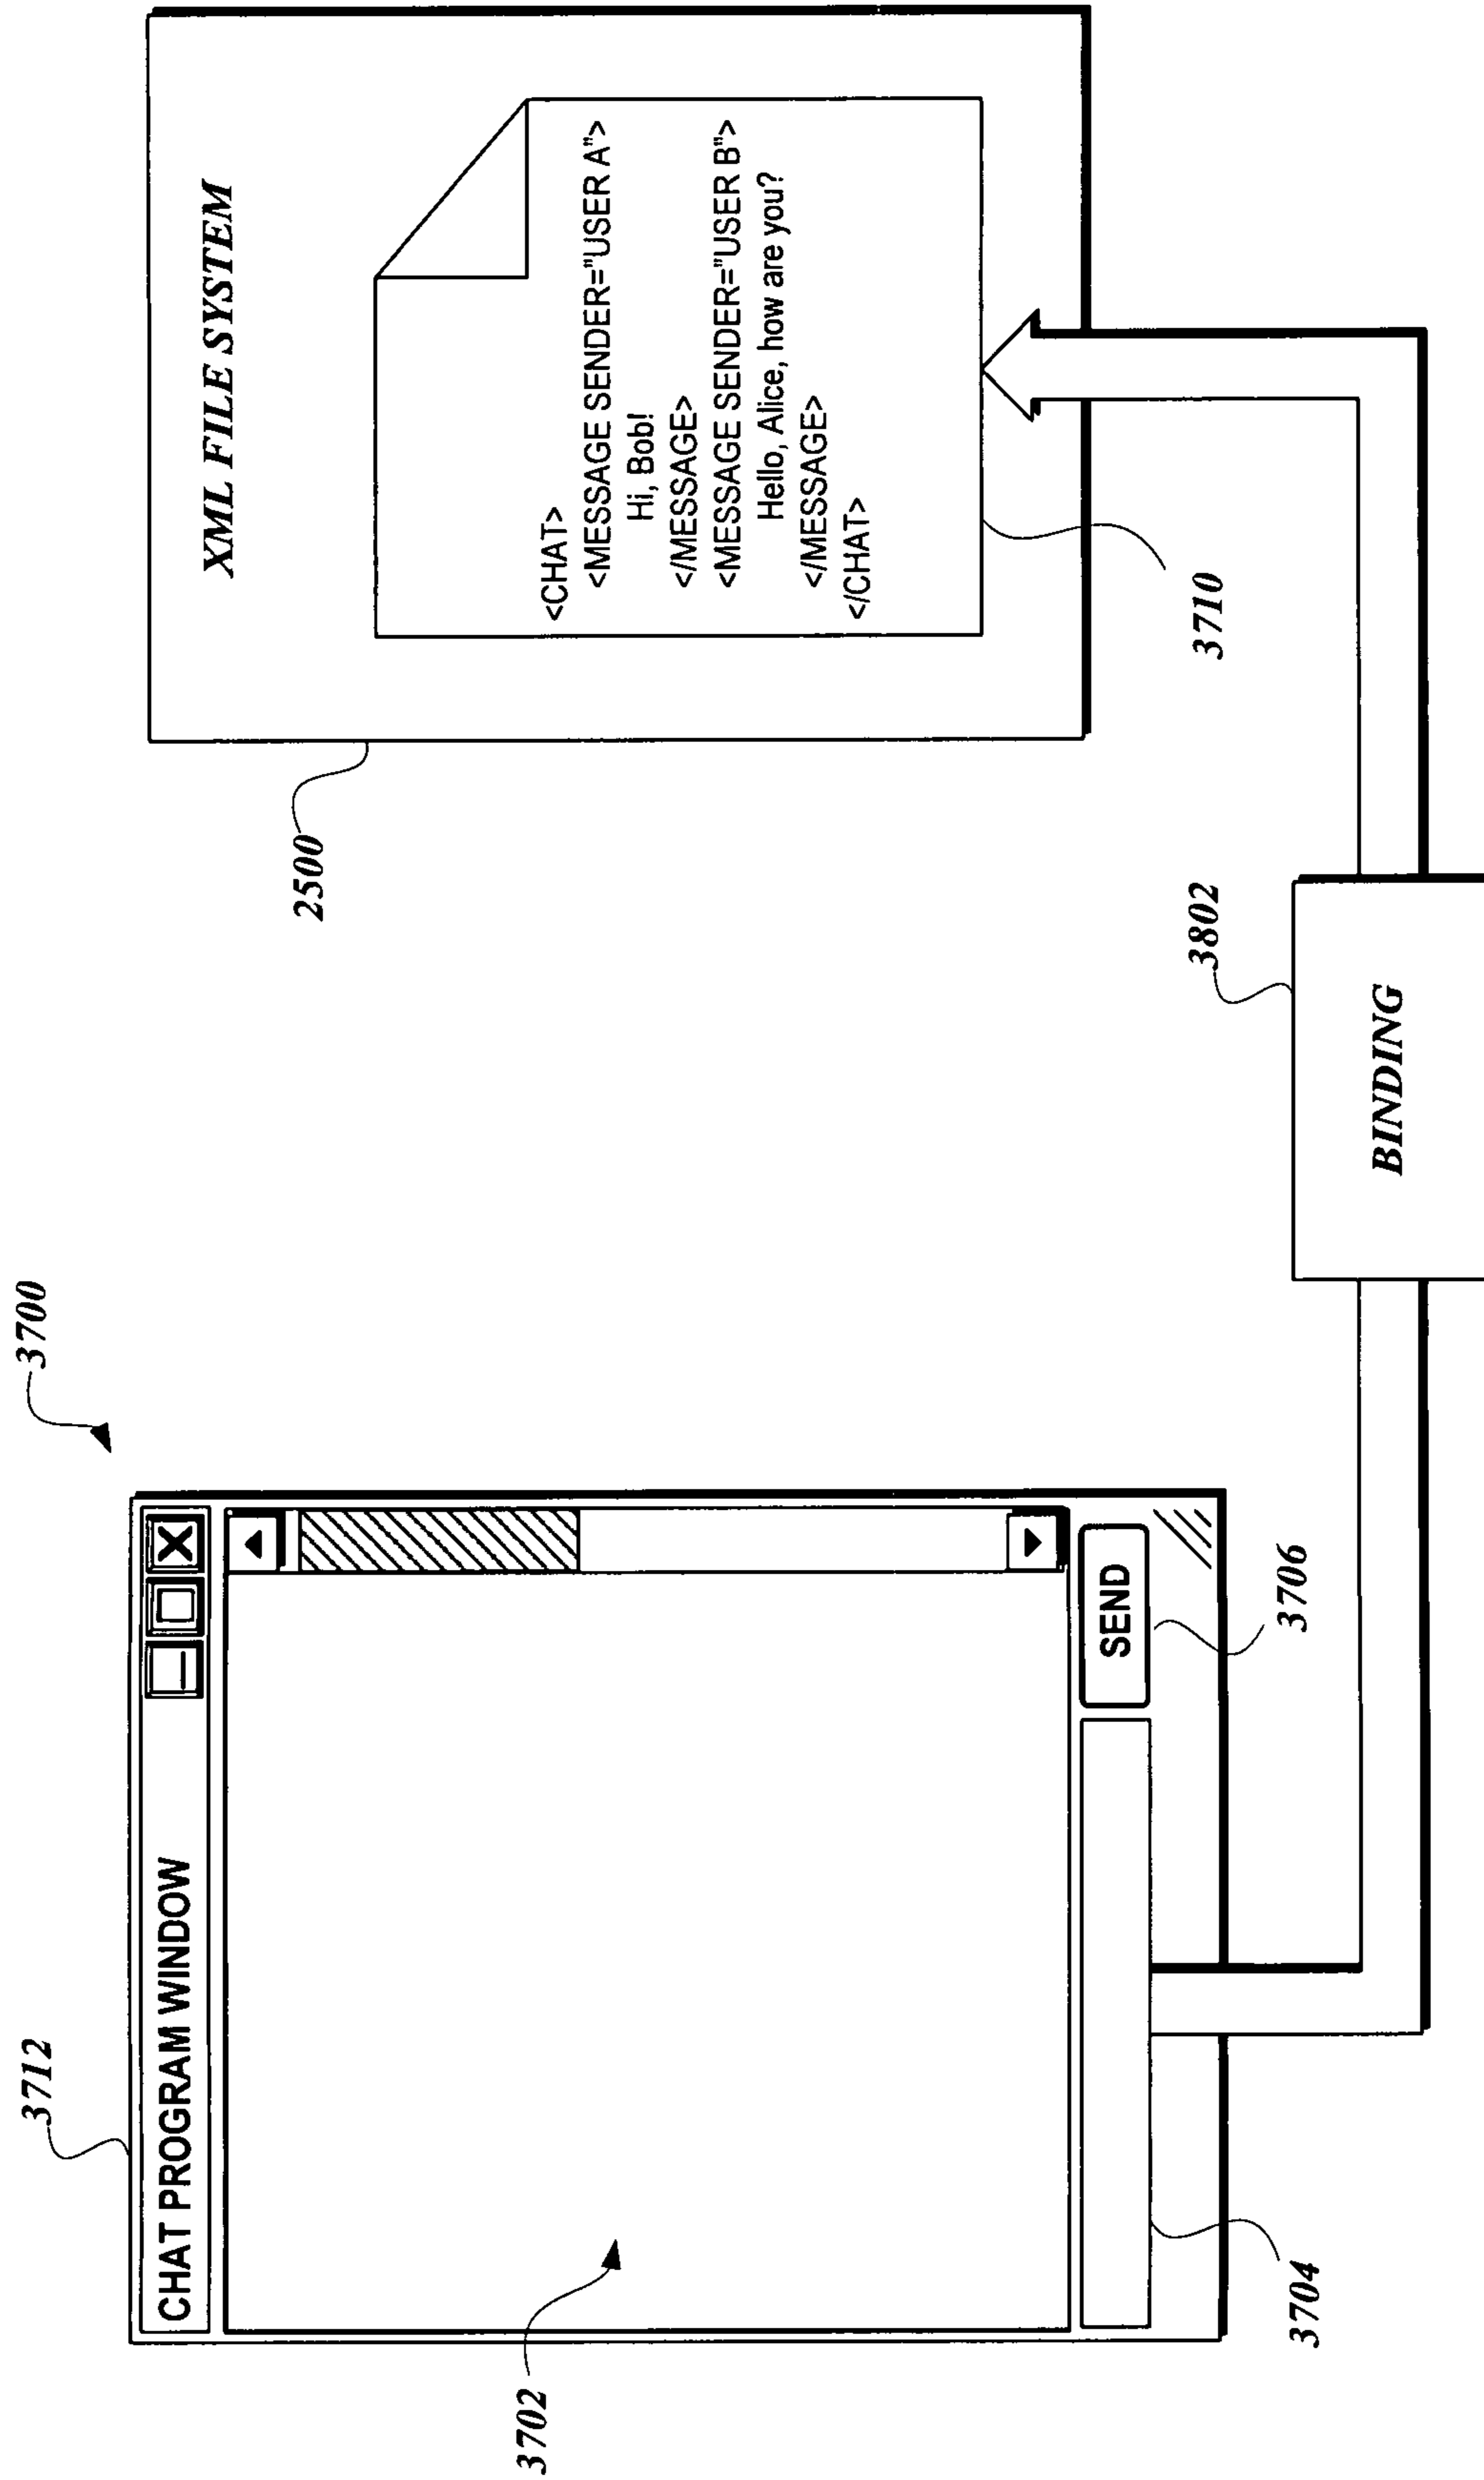 3700
3712
CHAT PROGRAM WINDOW
3702
SEND
3704
3706
XML FILE SYSTEM
2500
<CHAT>
<MESSAGE SENDER="USER A">
Hi, Bob!
</MESSAGE>
<MESSAGE SENDER="USER B">
Hello, Alice, how are you?
</MESSAGE>
</CHAT>
3710
3802
BINDING